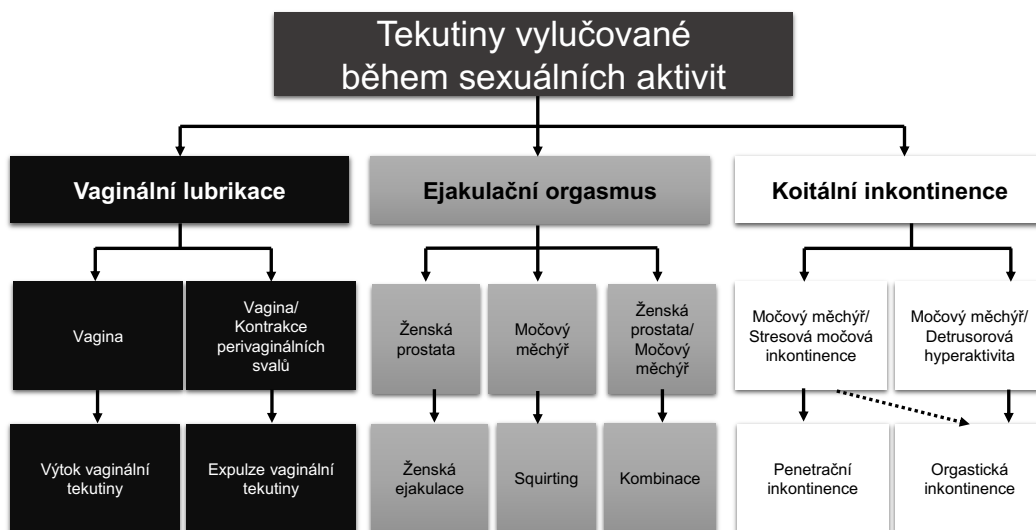 Tekutiny vylučované
během sexuálních aktivit
Vaginální lubrikace
Ejakulační orgasmus
Koitální inkontinence
Vagina
Vagina/
Kontrakce
perivaginálních
svalů
Ženská
prostata
Močový
měchýř
Ženská
prostata/
Močový
měchýř
Močový měchýř/
Stresová močová
inkontinence
Močový měchýř/
Detrusorová
hyperaktivita
Výtok vaginální
tekutiny
Expulze vaginální
tekutiny
Ženská
ejakulace
Squirting
Kombinace
Penetrační
inkontinence
Orgastická
inkontinence